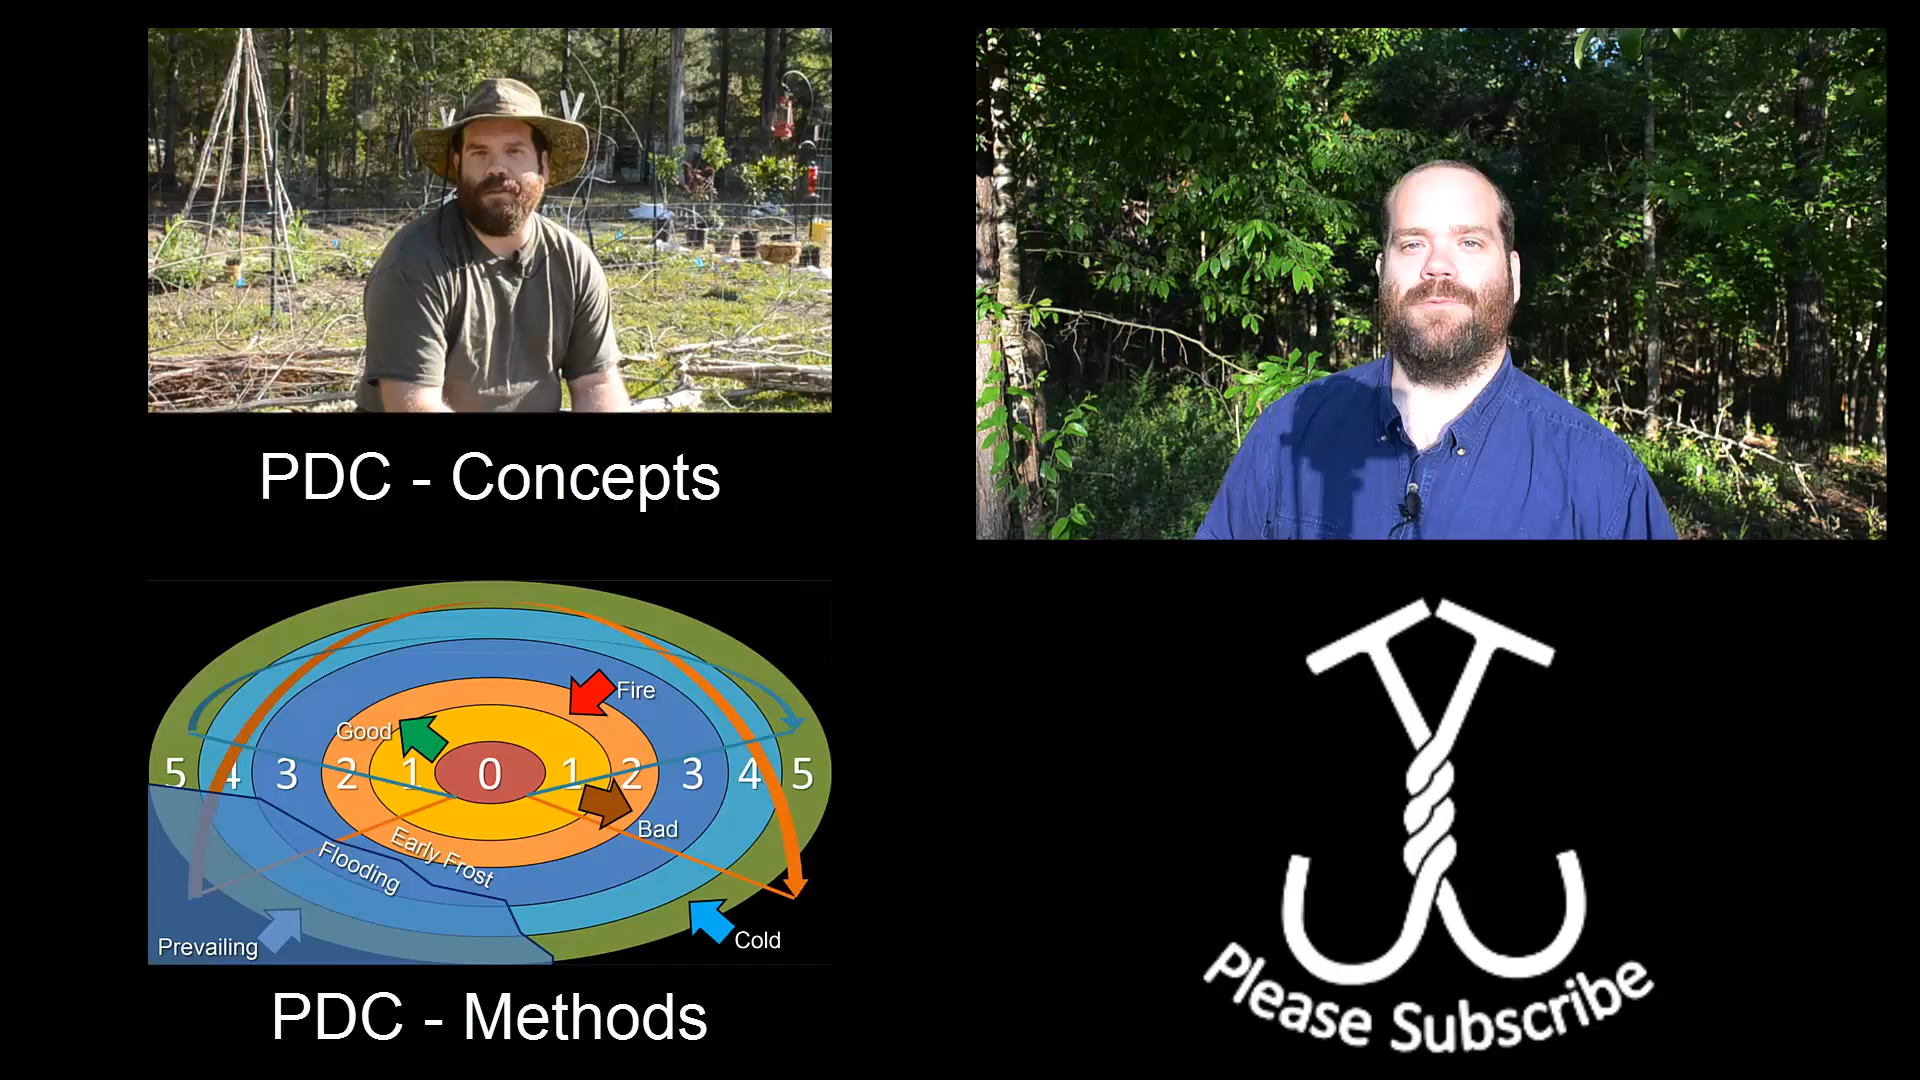 PDC - Concepts
Fire
Good
5 4 3 2 1 0 1 2 3 4 5
Bad
Early Frost
Flooding
Prevailing
Cold
PDC - Methods
Please Subscribe